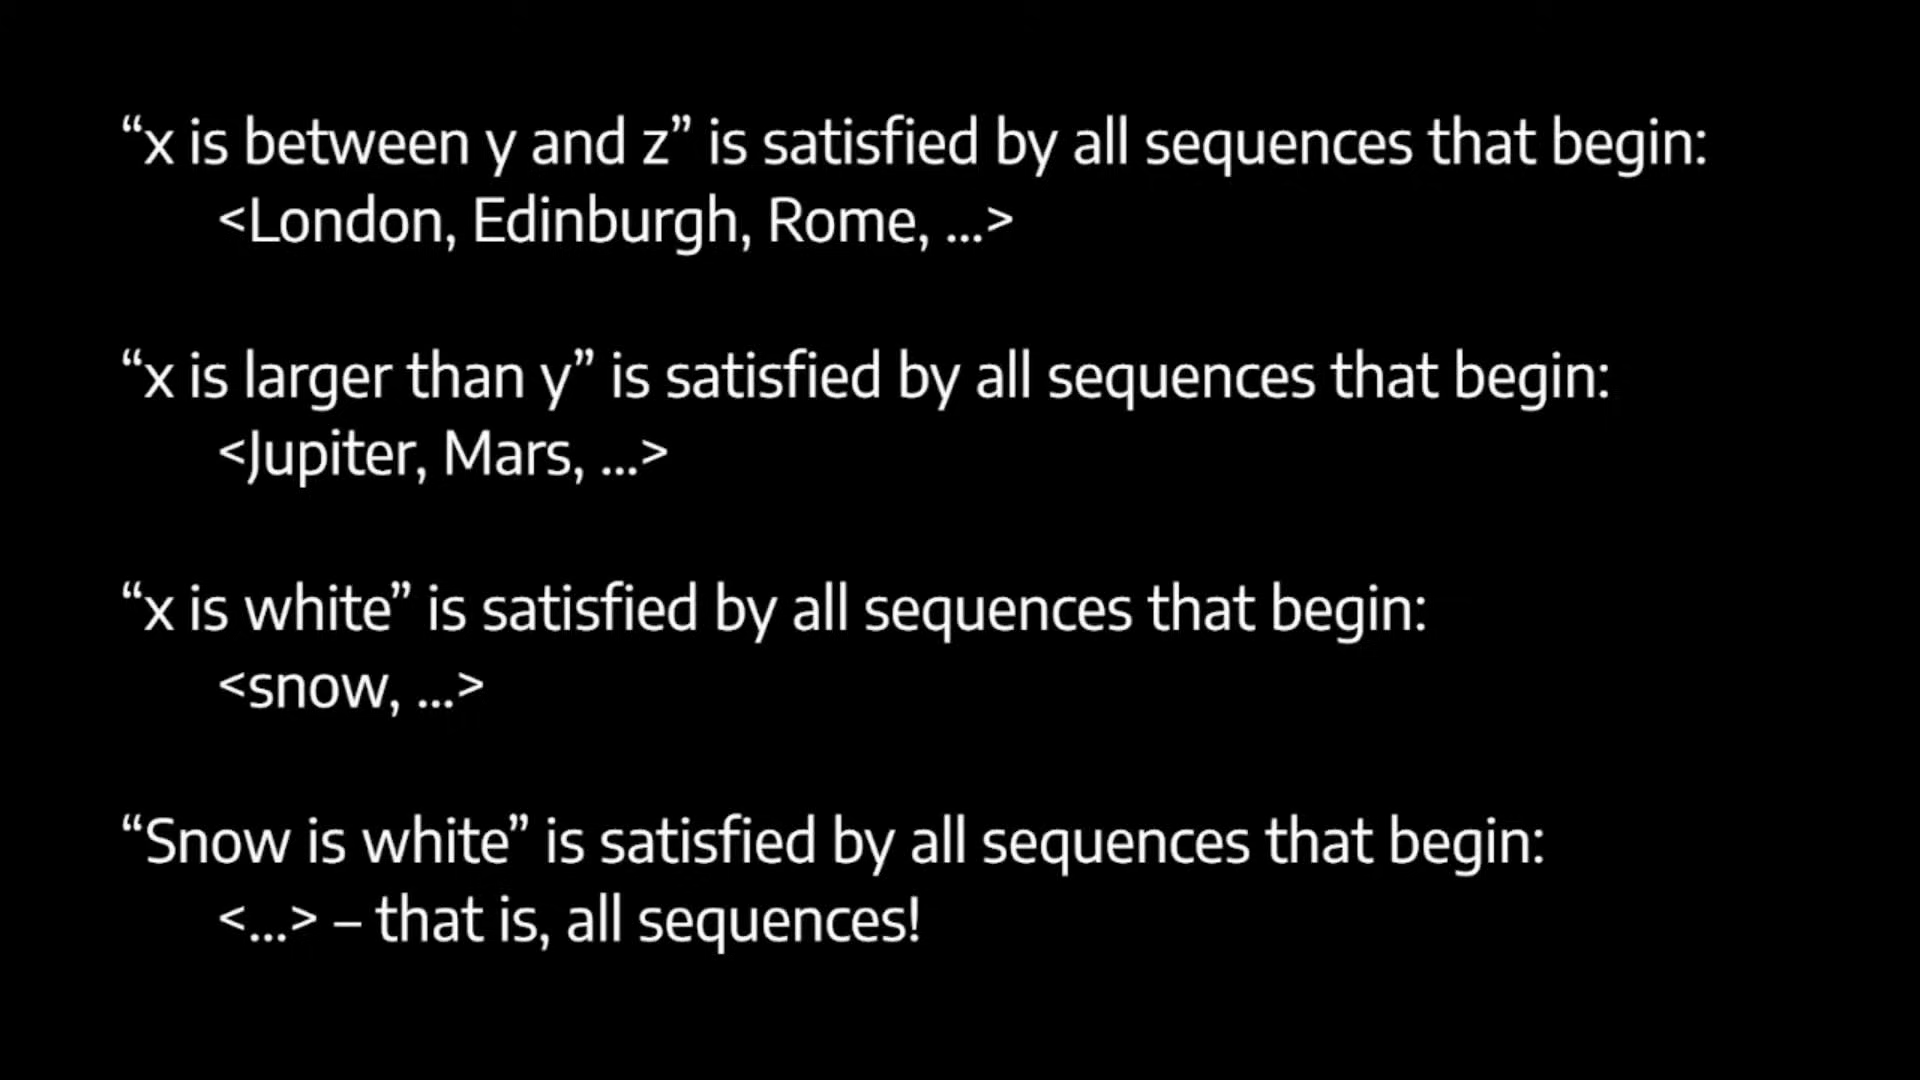 “x is between y and z” is satisfied by all sequences that begin:
<London, Edinburgh, Rome, ...>
“x is larger than y” is satisfied by all sequences that begin:
<Jupiter, Mars, ...>
“x is white” is satisfied by all sequences that begin:
<snow, ...>
“Snow is white” is satisfied by all sequences that begin:
<...> – that is, all sequences!